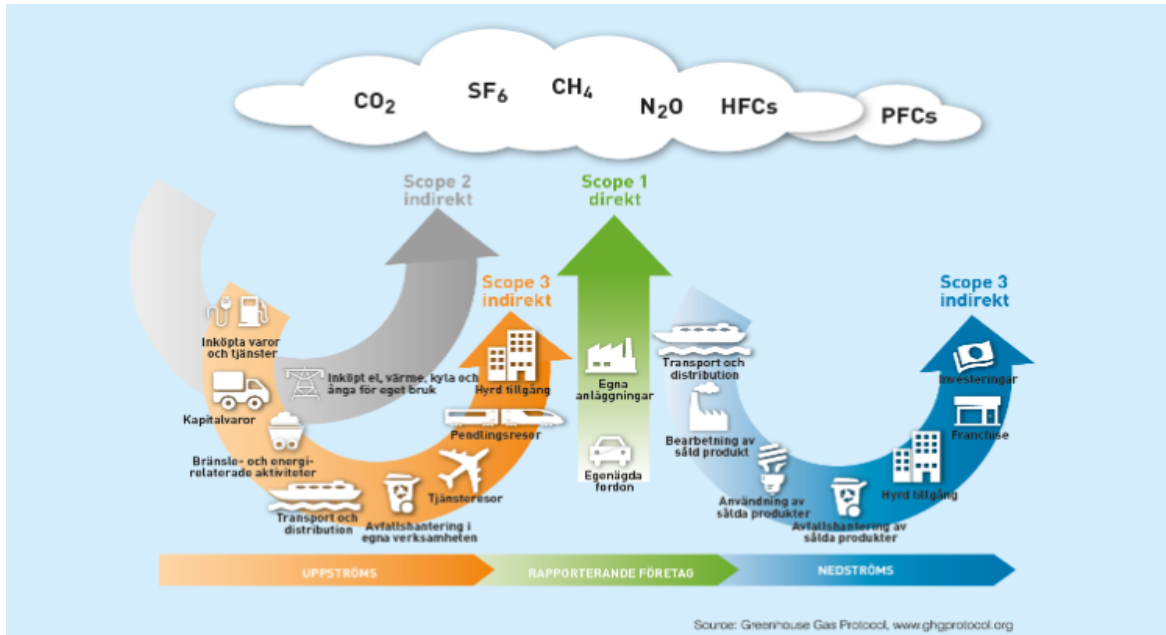 CO2
SF6
CH4
N2O
HFCs
PFCs
Scope 2
indirekt
Scope 1
direkt
Scope 3
indirekt
Scope 3
indirekt
Inköpta varor
och tjänster
Kapitalvaror
Bränsle- och energi-
relaterade aktiviteter
Transport och
distribution
Avfallshantering i
egna verksamheten
Tjänsteresor
Pendlingsresor
Hyrd tillgång
Inköpt el, värme, kyla och
ånga för eget bruk
Egna
anläggningar
Egenägda
fordon
Transport och
distribution
Bearbetning av
såld produkt
Användning av
sålda produkter
Avfallshantering av
sålda produkter
Hyrd tillgång
Franchise
Investeringar
UPPSTRÖMS
RAPPORTERANDE FÖRETAG
NEDSTRÖMS
Source: Greenhouse Gas Protocol, www.ghgprotocol.org